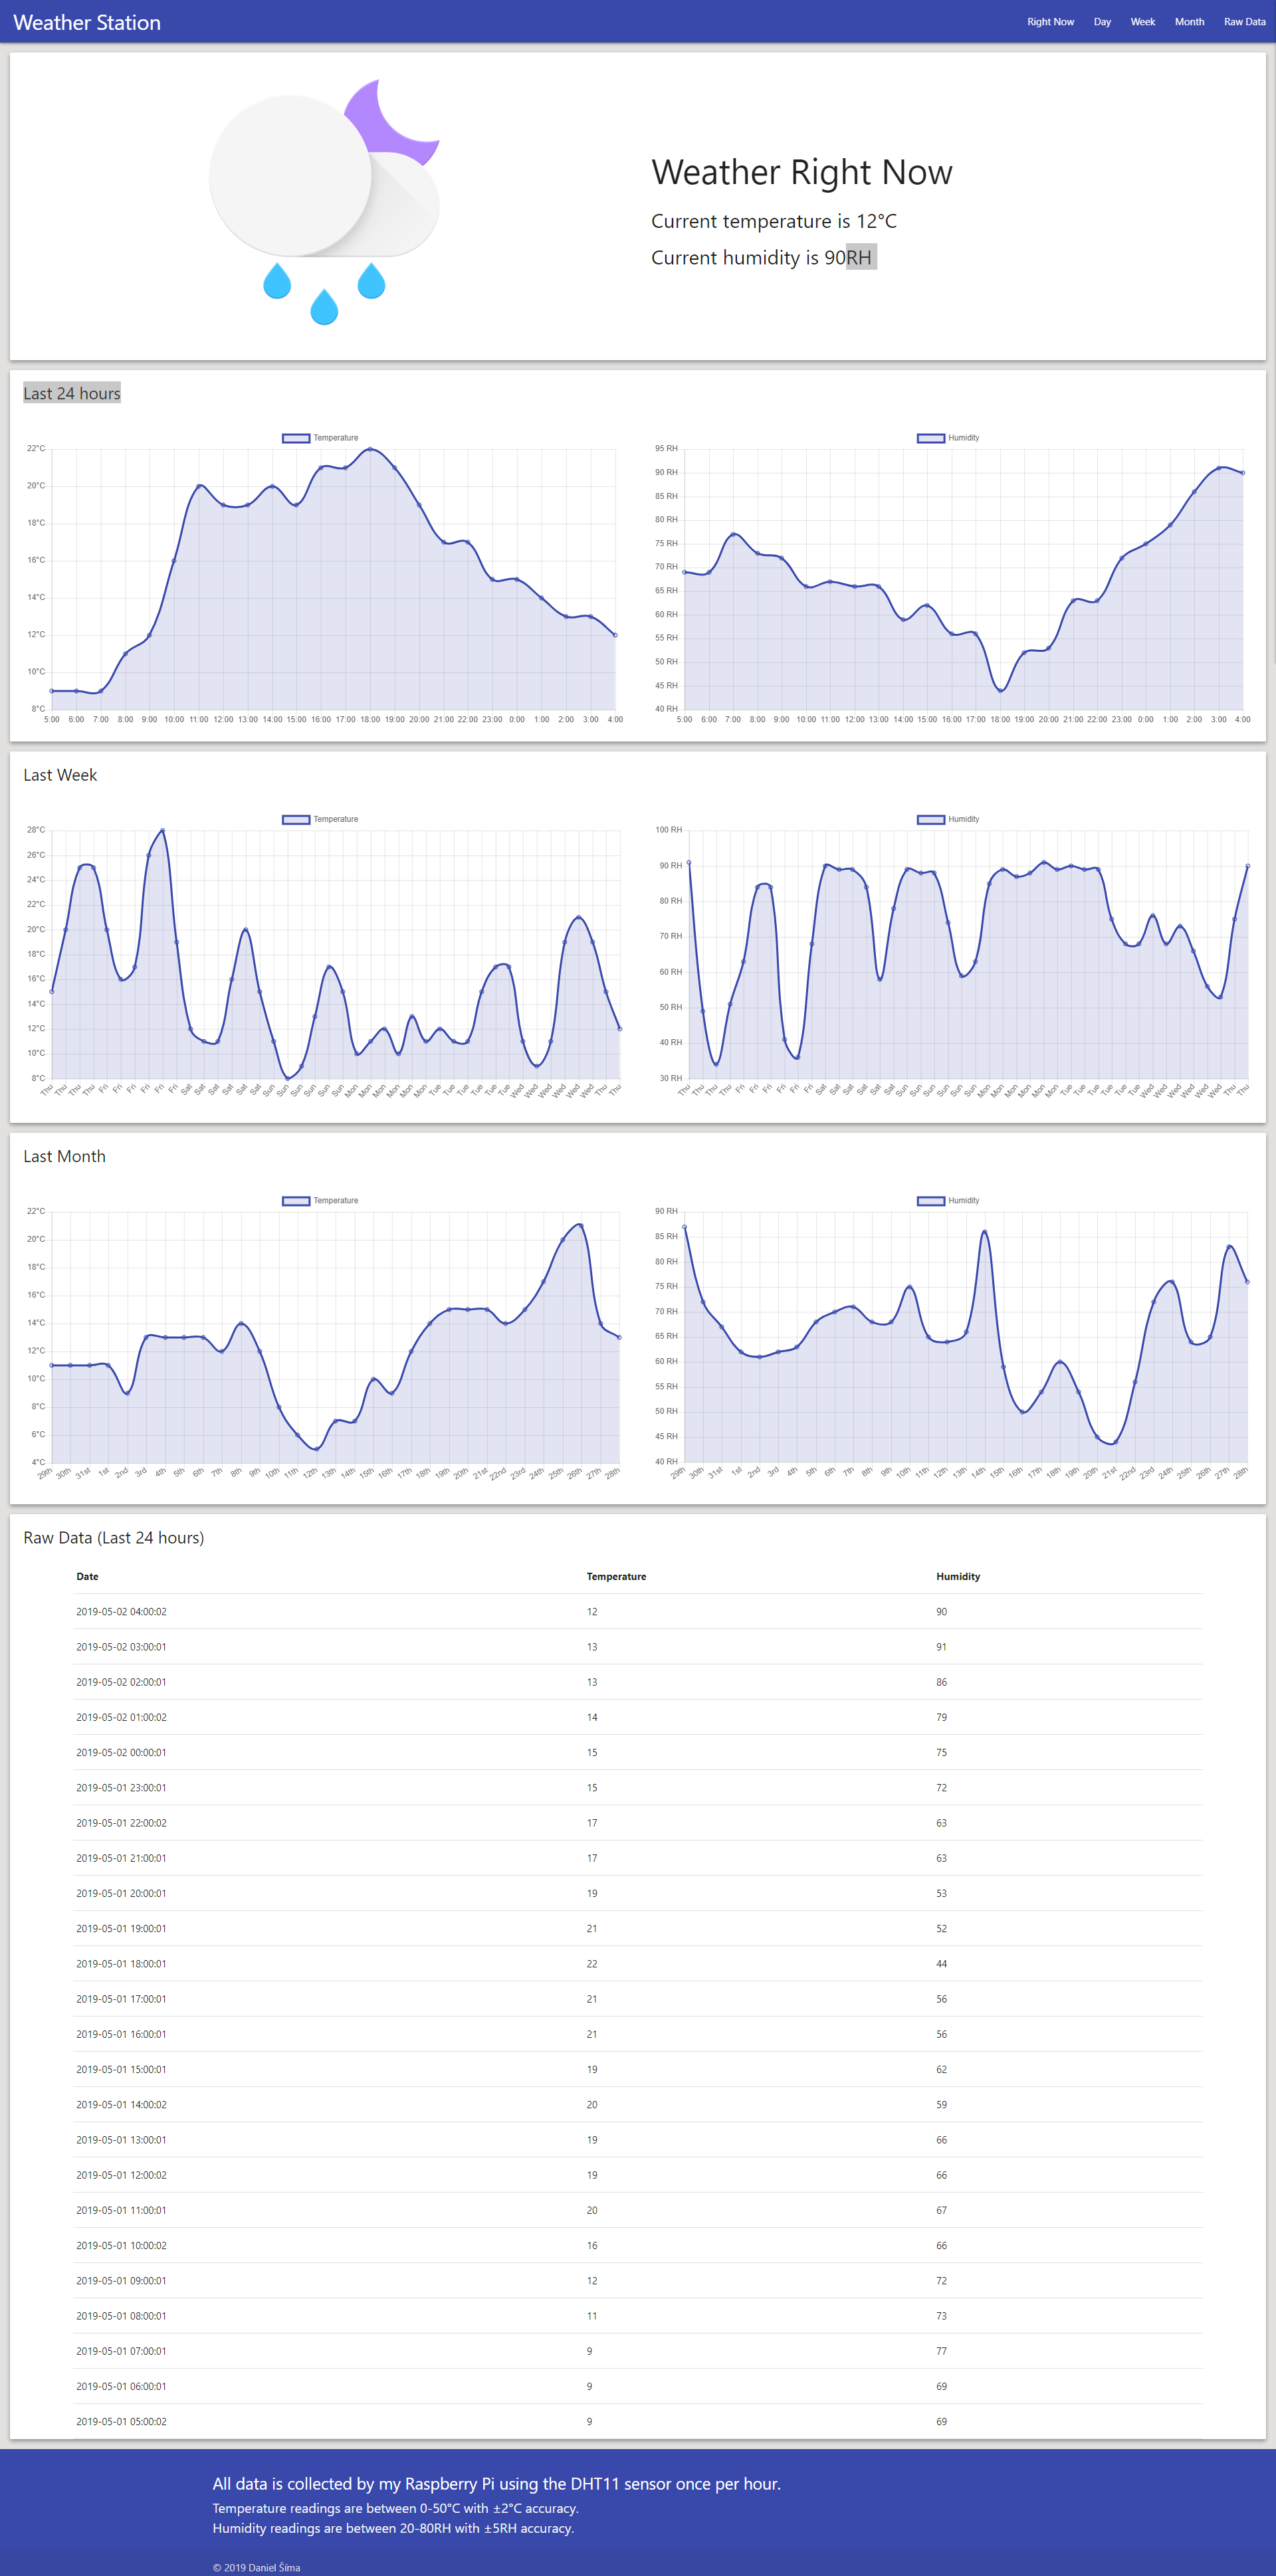 Weather Station
Right Now Day Week Month Raw Data
Weather Right Now
Current temperature is 12°C
Current humidity is 90RH
Last 24 hours
Temperature
22°C
20°C
18°C
16°C
14°C
12°C
10°C
8°C
5:00 6:00 7:00 8:00 9:00 10:00 11:00 12:00 13:00 14:00 15:00 16:00 17:00 18:00 19:00 20:00 21:00 22:00 23:00 0:00 1:00 2:00 3:00 4:00
Humidity
95 RH
90 RH
85 RH
80 RH
75 RH
70 RH
65 RH
60 RH
55 RH
50 RH
45 RH
40 RH
5:00 6:00 7:00 8:00 9:00 10:00 11:00 12:00 13:00 14:00 15:00 16:00 17:00 18:00 19:00 20:00 21:00 22:00 23:00 0:00 1:00 2:00 3:00 4:00
Last Week
Temperature
28°C
26°C
24°C
22°C
20°C
18°C
16°C
14°C
12°C
10°C
8°C
Thu Thu Thu Thu Fri Fri Fri Fri Fri Fri Sat Sat Sat Sat Sat Sat Sun Sun Sun Sun Sun Sun Mon Mon Mon Mon Mon Mon Tue Tue Tue Tue Tue Tue Wed Wed Wed Wed Wed Wed Thu Thu
Humidity
100 RH
90 RH
80 RH
70 RH
60 RH
50 RH
40 RH
30 RH
Thu Thu Thu Thu Fri Fri Fri Fri Fri Fri Sat Sat Sat Sat Sat Sat Sun Sun Sun Sun Sun Sun Mon Mon Mon Mon Mon Mon Tue Tue Tue Tue Tue Tue Wed Wed Wed Wed Wed Wed Thu Thu
Last Month
Temperature
22°C
20°C
18°C
16°C
14°C
12°C
10°C
8°C
6°C
4°C
29th 30th 31st 1st 2nd 3rd 4th 5th 6th 7th 8th 9th 10th 11th 12th 13th 14th 15th 16th 17th 18th 19th 20th 21st 22nd 23rd 24th 25th 26th 27th 28th
Humidity
90 RH
85 RH
80 RH
75 RH
70 RH
65 RH
60 RH
55 RH
50 RH
45 RH
40 RH
29th 30th 31st 1st 2nd 3rd 4th 5th 6th 7th 8th 9th 10th 11th 12th 13th 14th 15th 16th 17th 18th 19th 20th 21st 22nd 23rd 24th 25th 26th 27th 28th
Raw Data (Last 24 hours)
Date Temperature Humidity
2019-05-02 04:00:02 12 90
2019-05-02 03:00:01 13 91
2019-05-02 02:00:01 13 86
2019-05-02 01:00:02 14 79
2019-05-02 00:00:01 15 75
2019-05-01 23:00:01 15 72
2019-05-01 22:00:02 17 63
2019-05-01 21:00:01 17 63
2019-05-01 20:00:01 19 53
2019-05-01 19:00:01 21 52
2019-05-01 18:00:01 22 44
2019-05-01 17:00:01 21 56
2019-05-01 16:00:01 21 56
2019-05-01 15:00:01 19 62
2019-05-01 14:00:02 20 59
2019-05-01 13:00:01 19 66
2019-05-01 12:00:02 19 66
2019-05-01 11:00:01 20 67
2019-05-01 10:00:02 16 66
2019-05-01 09:00:01 12 72
2019-05-01 08:00:01 11 73
2019-05-01 07:00:01 9 77
2019-05-01 06:00:01 9 69
2019-05-01 05:00:02 9 69
All data is collected by my Raspberry Pi using the DHT11 sensor once per hour.
Temperature readings are between 0-50°C with ±2°C accuracy.
Humidity readings are between 20-80RH with ±5RH accuracy.
© 2019 Daniel Šíma